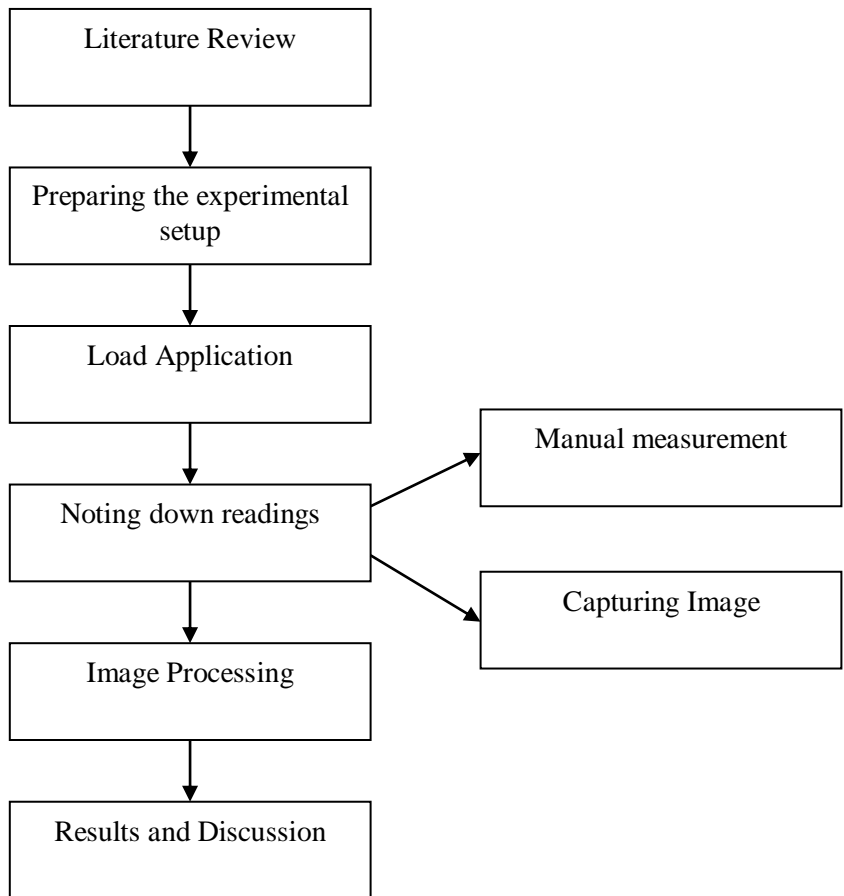 Literature Review
Preparing the experimental
setup
Load Application
Manual measurement
Noting down readings
Capturing Image
Image Processing
Results and Discussion